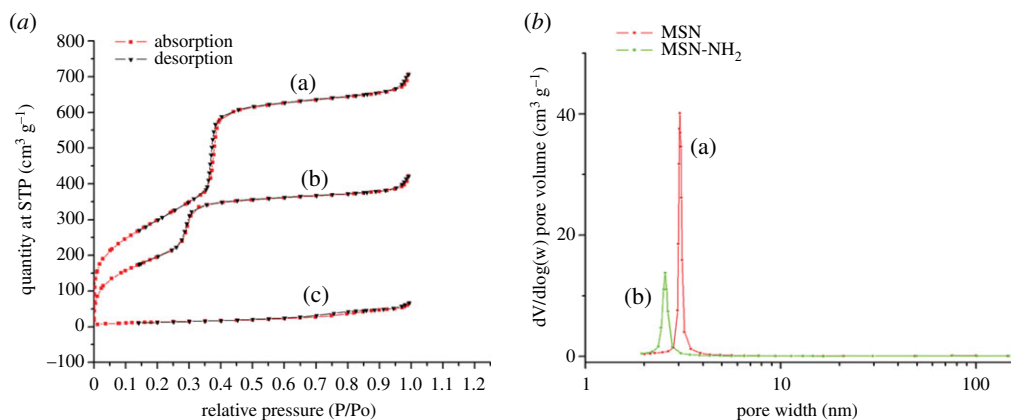 (a)
absorption
desorption
(a)
(b)
(c)
800
700
600
500
400
300
200
100
0
−100
quantity at STP (cm³ g⁻¹)
0 0.1 0.2 0.3 0.4 0.5 0.6 0.7 0.8 0.9 1.0 1.1 1.2
relative pressure (P/Po)
(b)
MSN
MSN-NH₂
(a)
(b)
40
20
0
dV/dlog(w) pore volume (cm³ g⁻¹)
1 10 100
pore width (nm)